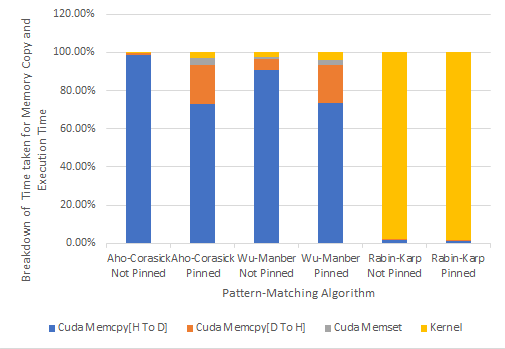 120.00%
100.00%
80.00%
60.00%
40.00%
20.00%
0.00%
Breakdown of Time taken for Memory Copy and
Execution Time
Aho-Corasick Aho-Corasick Wu-Manber Wu-Manber Rabin-Karp Rabin-Karp
Not Pinned Pinned Not Pinned Pinned Not Pinned Pinned
Pattern-Matching Algorithm
Cuda Memcpy[H To D] Cuda Memcpy[D To H] Cuda Memset Kernel